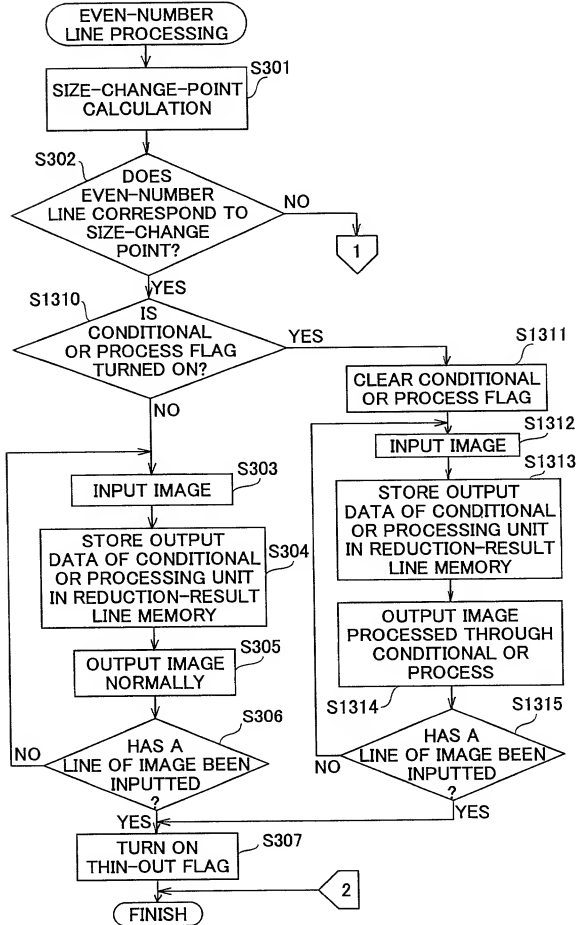 EVEN-NUMBER
LINE PROCESSING
S301
SIZE-CHANGE-POINT
CALCULATION
S302
DOES
EVEN-NUMBER
LINE CORRESPOND TO
SIZE-CHANGE
POINT?
NO
1
YES
S1310
IS
CONDITIONAL
OR PROCESS FLAG
TURNED ON?
YES
NO
S1311
CLEAR CONDITIONAL
OR PROCESS FLAG
S1312
INPUT IMAGE
S1313
STORE OUTPUT
DATA OF CONDITIONAL
OR PROCESSING UNIT
IN REDUCTION-RESULT
LINE MEMORY
OUTPUT IMAGE
PROCESSED THROUGH
CONDITIONAL OR
PROCESS
S1314
S1315
HAS A
LINE OF IMAGE BEEN
INPUTTED
?
NO
YES
S303
INPUT IMAGE
S304
STORE OUTPUT
DATA OF CONDITIONAL
OR PROCESSING UNIT
IN REDUCTION-RESULT
LINE MEMORY
S305
OUTPUT IMAGE
NORMALLY
S306
HAS A
LINE OF IMAGE BEEN
INPUTTED
?
NO
YES
S307
TURN ON
THIN-OUT FLAG
2
FINISH